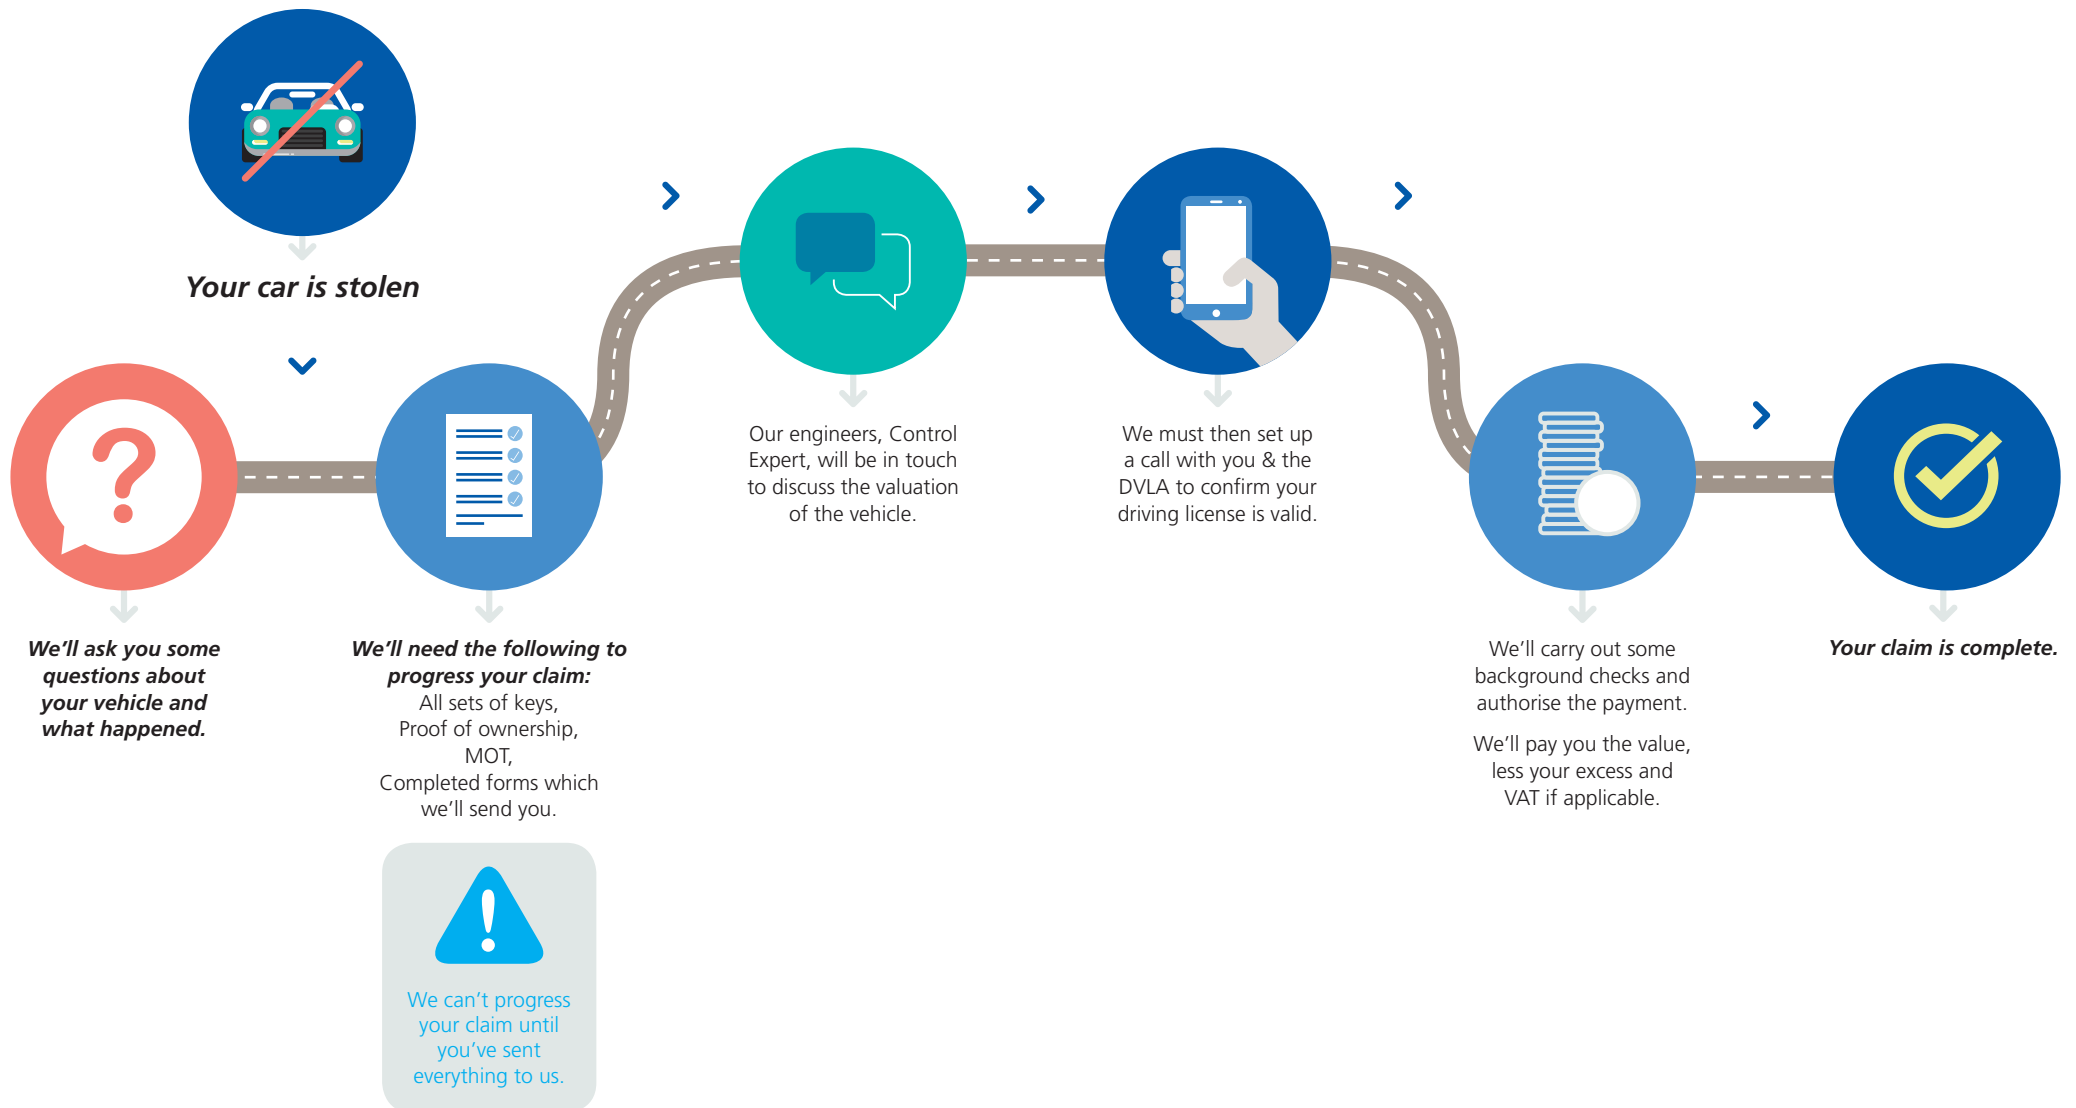 Your car is stolen
We’ll ask you some
questions about
your vehicle and
what happened.
We’ll need the following to
progress your claim:
All sets of keys,
Proof of ownership,
MOT,
Completed forms which
we’ll send you.
We can’t progress
your claim until
you’ve sent
everything to us.
Our engineers, Control
Expert, will be in touch
to discuss the valuation
of the vehicle.
We must then set up
a call with you & the
DVLA to confirm your
driving license is valid.
We’ll carry out some
background checks and
authorise the payment.
We’ll pay you the value,
less your excess and
VAT if applicable.
Your claim is complete.